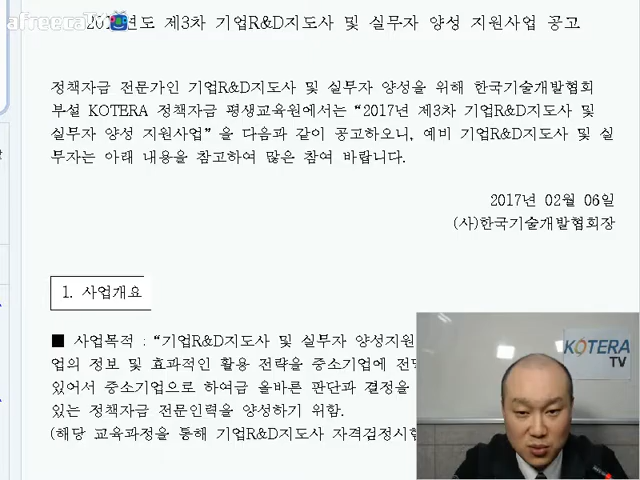 afreeca
년도 제3차 기업R&D지도사 및 실무자 양성 지원사업 공고
정책자금 전문가인 기업R&D지도사 및 실무자 양성을 위해 한국기술개발협회
부설 KOTERA 정책자금 평생교육원에서는 “2017년 제3차 기업R&D지도사 및
실무자 양성 지원사업” 을 다음과 같이 공고하오니, 예비 기업R&D지도사 및 실
무자는 아래 내용을 참고하여 많은 참여 바랍니다.
2017년 02월 06일
(사)한국기술개발협회장
1. 사업개요
■ 사업목적 : “기업R&D지도사 및 실무자 양성지원
업의 정보 및 효과적인 활용 전략을 중소기업에
있어서 중소기업으로 하여금 올바른 판단과 결정을
있는 정책자금 전문인력을 양성하기 위함.
(해당 교육과정을 통해 기업R&D지도사 자격검정시험
KOTERA
TV